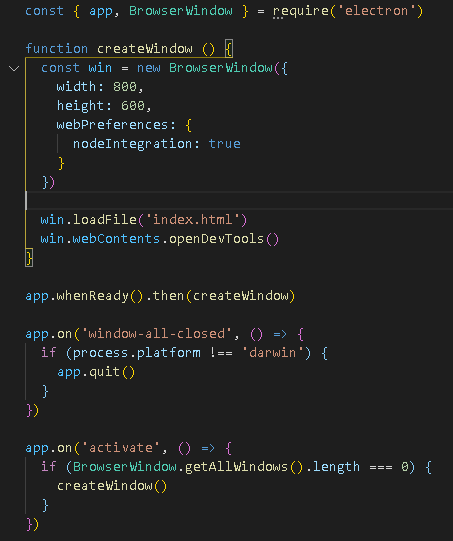 const { app, BrowserWindow } = require('electron')
function createWindow () {
const win = new BrowserWindow({
width: 800,
height: 600,
webPreferences: {
nodeIntegration: true
}
})
win.loadFile('index.html')
win.webContents.openDevTools()
}
app.whenReady().then(createWindow)
app.on('window-all-closed', () => {
if (process.platform !== 'darwin') {
app.quit()
}
})
app.on('activate', () => {
if (BrowserWindow.getAllWindows().length === 0) {
createWindow()
}
})